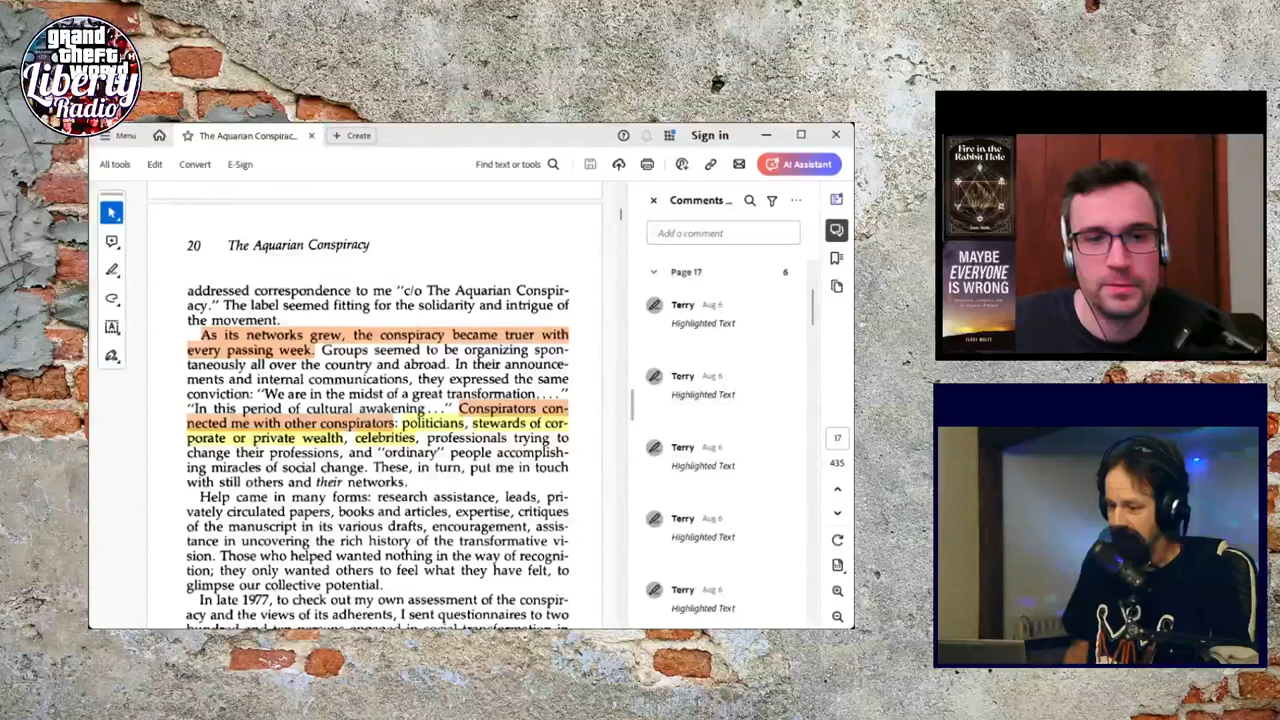 grand
theft
world
Liberty
Radio
Menu
The Aquarian Conspirac...
Create
Sign in
All tools
Edit
Convert
E-Sign
Find text or tools
AI Assistant
20 The Aquarian Conspiracy
addressed correspondence to me “c/o The Aquarian Conspir-
acy.” The label seemed fitting for the solidarity and intrigue of
the movement.
As its networks grew, the conspiracy became truer with
every passing week. Groups seemed to be organizing spon-
taneously all over the country and abroad. In their announce-
ments and internal communications, they expressed the same
conviction: “We are in the midst of a great transformation. . . .”
“In this period of cultural awakening . . .” Conspirators con-
nected me with other conspirators: politicians, stewards of cor-
porate or private wealth, celebrities, professionals trying to
change their professions, and “ordinary” people accomplish-
ing miracles of social change. These, in turn, put me in touch
with still others and their networks.
Help came in many forms: research assistance, leads, pri-
vately circulated papers, books and articles, expertise, critiques
of the manuscript in its various drafts, encouragement, assis-
tance in uncovering the rich history of the transformative vi-
sion. Those who helped wanted nothing in the way of recogni-
tion; they only wanted others to feel what they have felt, to
glimpse our collective potential.
In late 1977, to check out my own assessment of the conspir-
acy and the views of its adherents, I sent questionnaires to two
hundred and ten persons engaged in social transformation in
Comments ...
Add a comment
Page 17
6
Terry Aug 6
Highlighted Text
Terry Aug 6
Highlighted Text
Terry Aug 6
Highlighted Text
Terry Aug 6
Highlighted Text
Terry Aug 6
Highlighted Text
17
435
Fire in the
Rabbit Hole
MAYBE
EVERYONE
IS WRONG